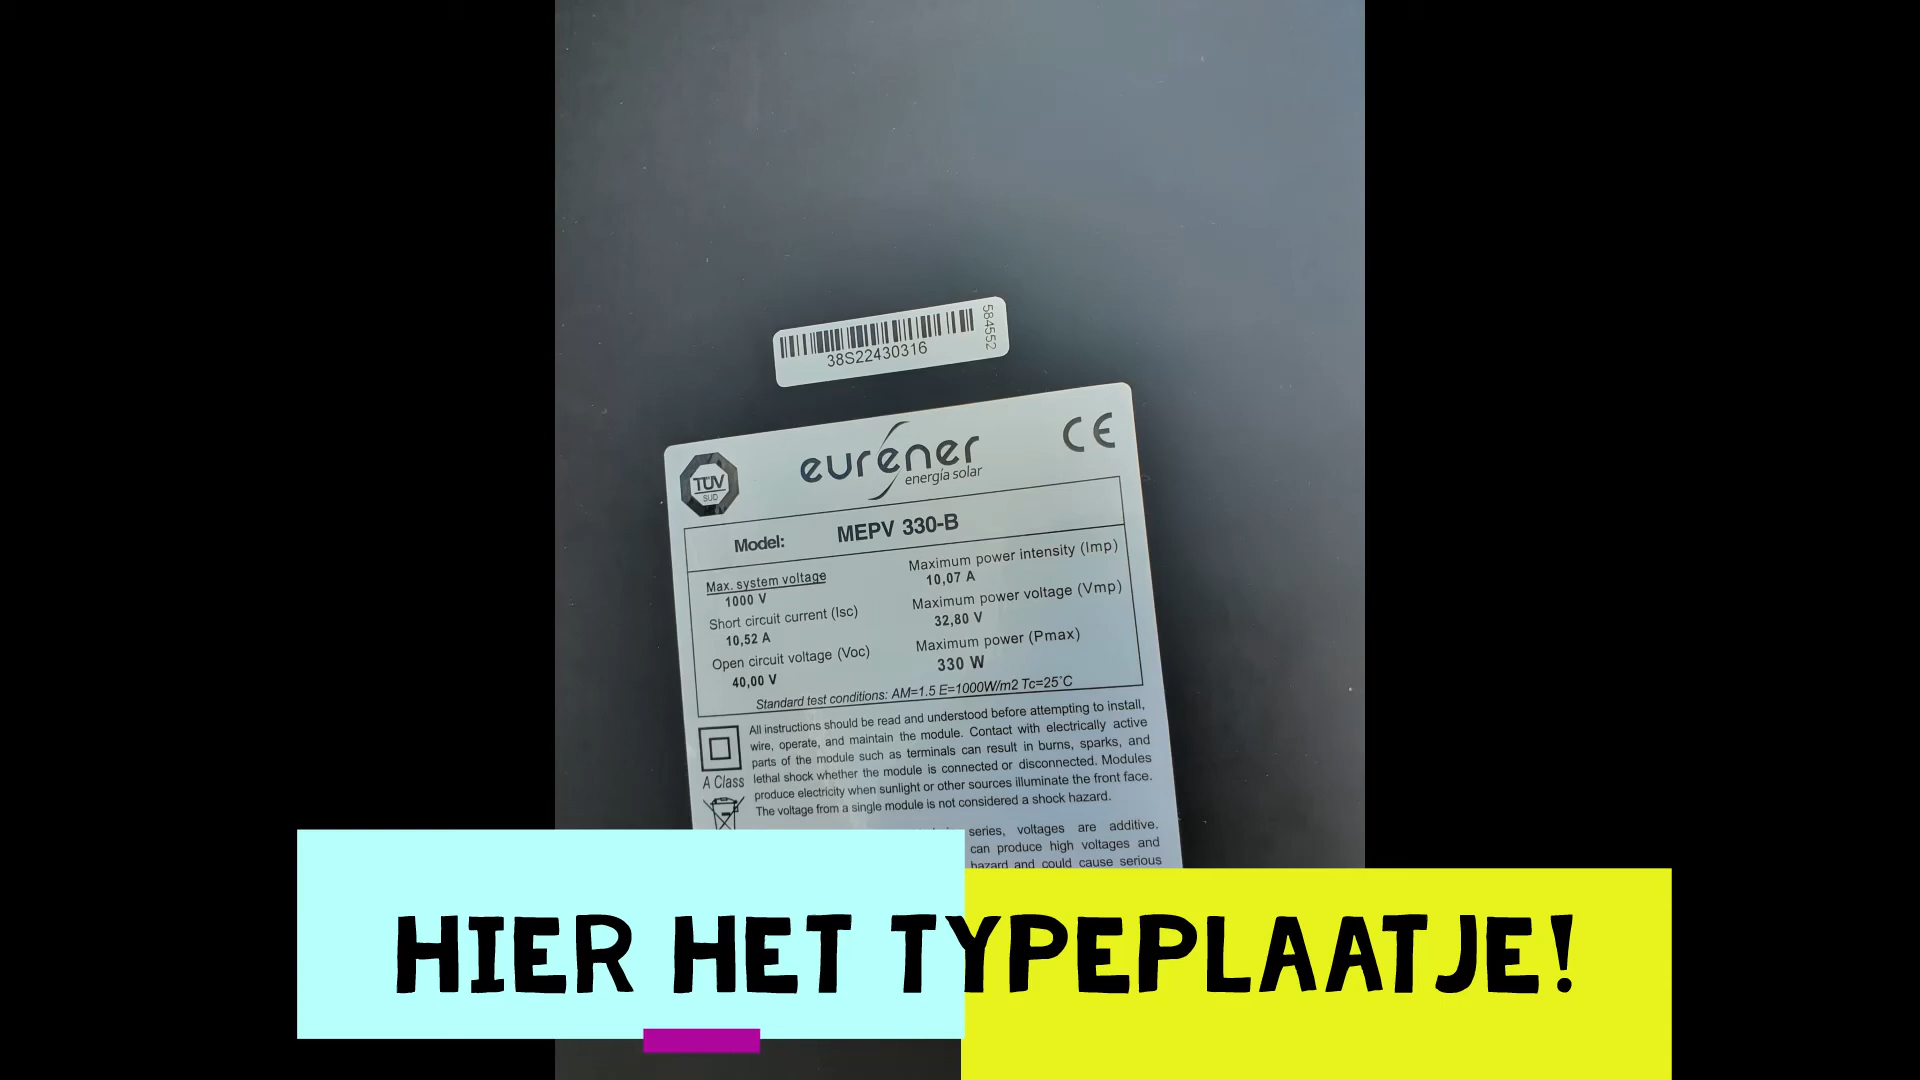 584552
38S22430316
TÜV
SUD
eurener
energía solar
CE
Model: MEPV 330-B
Max. system voltage
1000 V
Short circuit current (Isc)
10,52 A
Open circuit voltage (Voc)
40,00 V
Maximum power intensity (Imp)
10,07 A
Maximum power voltage (Vmp)
32,80 V
Maximum power (Pmax)
330 W
Standard test conditions: AM=1.5 E=1000W/m2 Tc=25°C
A Class
All instructions should be read and understood before attempting to install,
wire, operate, and maintain the module. Contact with electrically active
parts of the module such as terminals can result in burns, sparks, and
lethal shock whether the module is connected or disconnected. Modules
produce electricity when sunlight or other sources illuminate the front face.
The voltage from a single module is not considered a shock hazard.
series, voltages are additive.
can produce high voltages and
hazard and could cause serious
HIER HET TYPEPLAATJE!